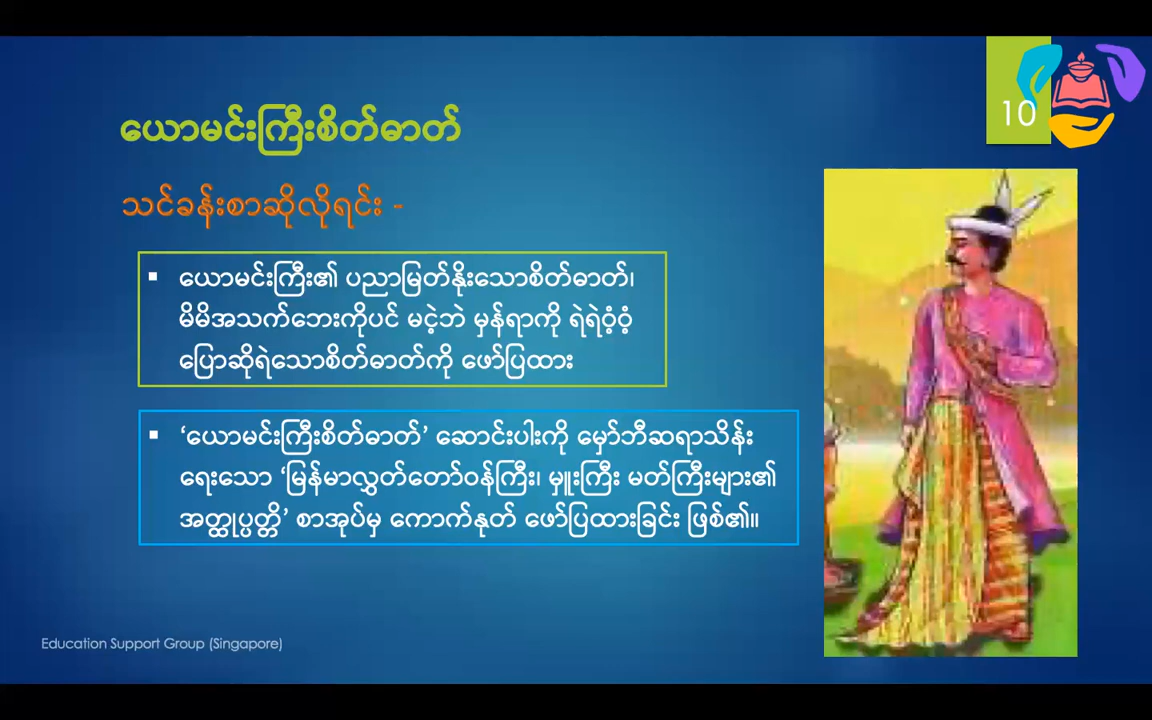 10
ယောမင်းကြီးစိတ်ဓာတ်
သင်ခန်းစာဆိုလိုရင်း -
▪ ယောမင်းကြီး၏ ပညာမြတ်နိုးသောစိတ်ဓာတ်၊
မိမိအသက်ဘေးကိုပင် မငဲ့ဘဲ မှန်ရာကို ရဲရဲဝံ့ဝံ့
ပြောဆိုရဲသောစိတ်ဓာတ်ကို ဖော်ပြထား
▪ ‘ယောမင်းကြီးစိတ်ဓာတ်’ ဆောင်းပါးကို မှော်ဘီဆရာသိန်း
ရေးသော ‘မြန်မာလွှတ်တော်ဝန်ကြီး၊ မှူးကြီး မတ်ကြီးများ၏
အတ္ထုပ္ပတ္တိ’ စာအုပ်မှ ကောက်နုတ် ဖော်ပြထားခြင်း ဖြစ်၏။
Education Support Group (Singapore)